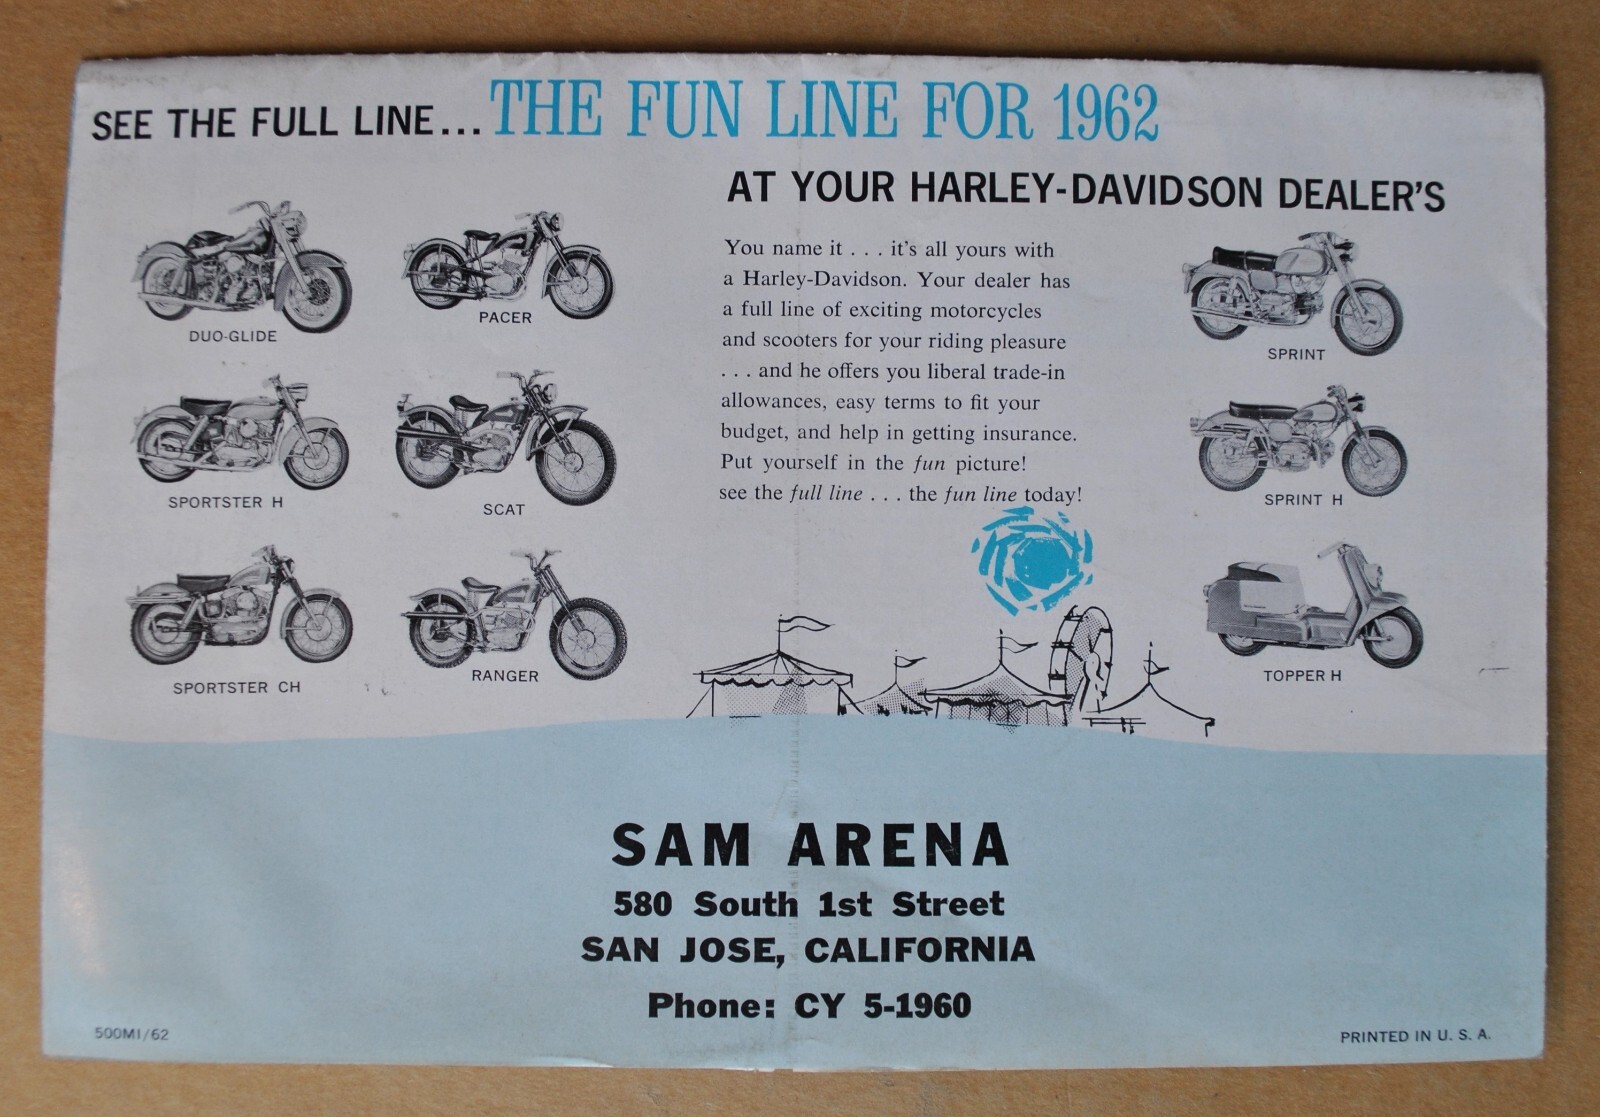 SEE THE FULL LINE... THE FUN LINE FOR 1962
AT YOUR HARLEY-DAVIDSON DEALER'S
DUO-GLIDE
PACER
SPORTSTER H
SCAT
SPORTSTER CH
RANGER
You name it . . . it's all yours with
a Harley-Davidson. Your dealer has
a full line of exciting motorcycles
and scooters for your riding pleasure
. . . and he offers you liberal trade-in
allowances, easy terms to fit your
budget, and help in getting insurance.
Put yourself in the fun picture!
see the full line . . . the fun line today!
SPRINT
SPRINT H
TOPPER H
SAM ARENA
580 South 1st Street
SAN JOSE, CALIFORNIA
Phone: CY 5-1960
500M1/62
PRINTED IN U. S. A.